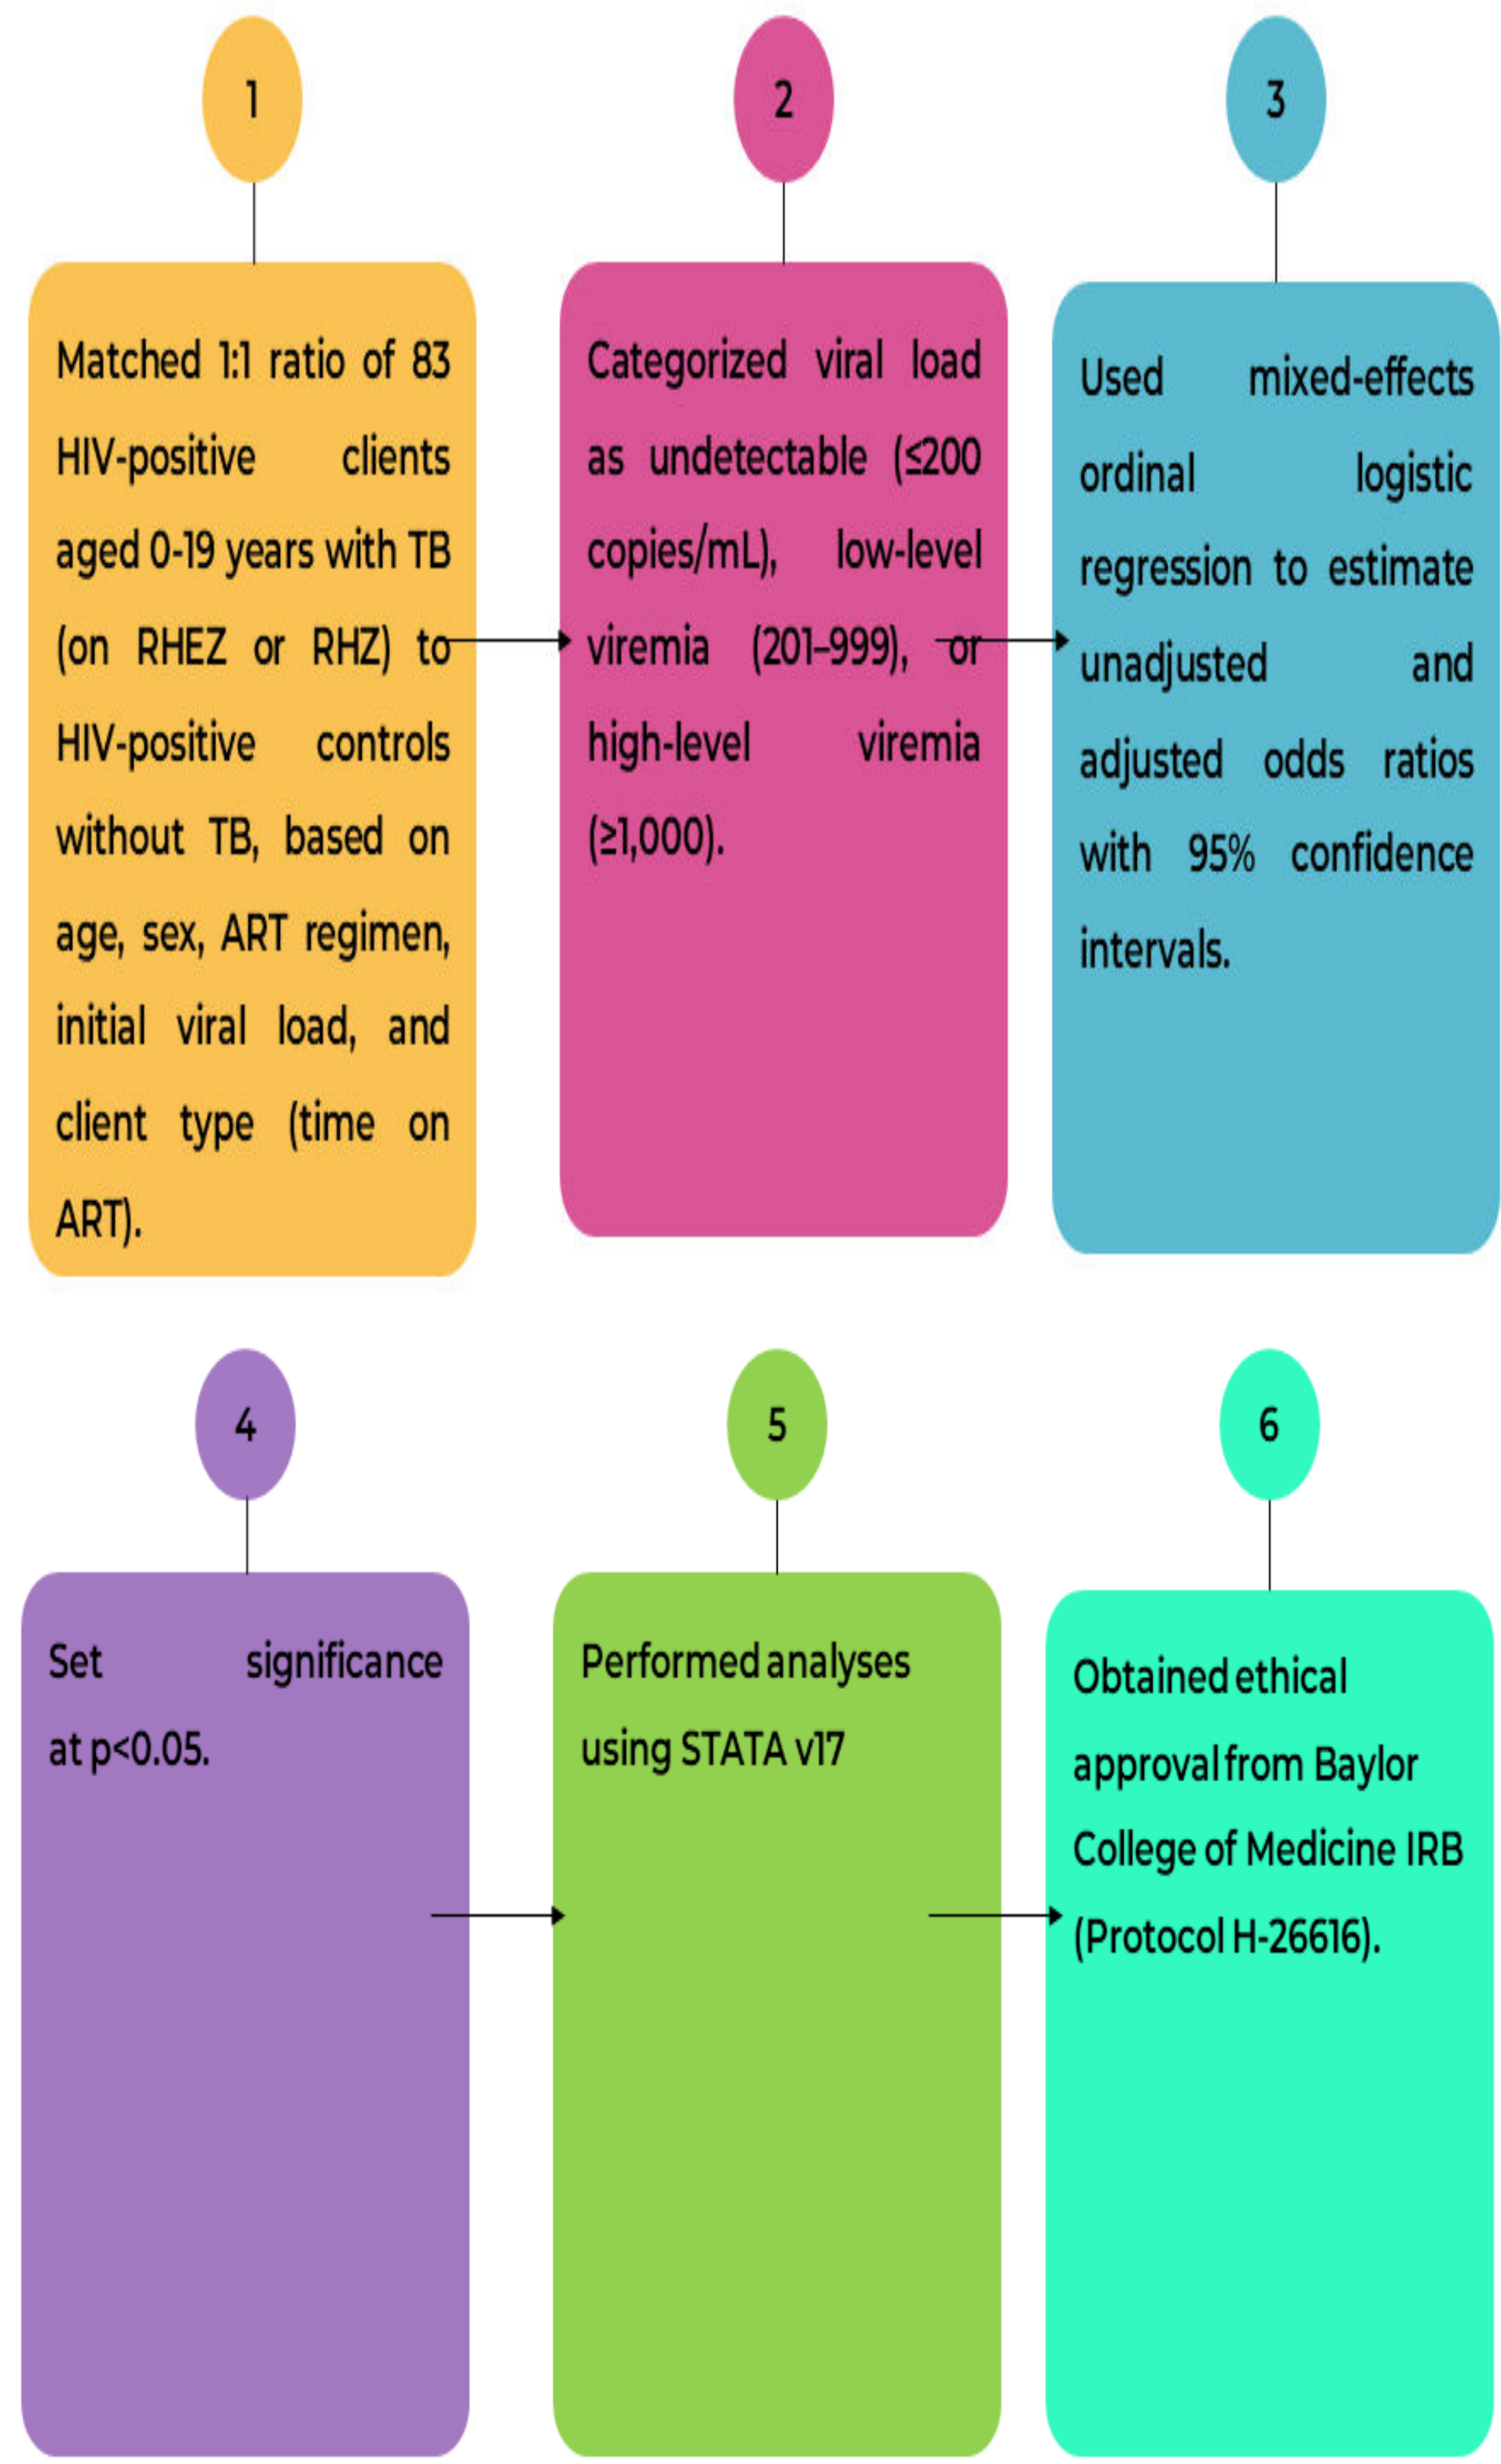 1
Matched 1:1 ratio of 83
HIV-positive clients
aged 0-19 years with TB
(on RHEZ or RHZ) to
HIV-positive controls
without TB, based on
age, sex, ART regimen,
initial viral load, and
client type (time on
ART).
2
Categorized viral load
as undetectable (≤200
copies/mL), low-level
viremia (201–999), or
high-level viremia
(≥1,000).
3
Used mixed-effects
ordinal logistic
regression to estimate
unadjusted and
adjusted odds ratios
with 95% confidence
intervals.
4
Set significance
at p<0.05.
5
Performed analyses
using STATA v17
6
Obtained ethical
approval from Baylor
College of Medicine IRB
(Protocol H-26616).